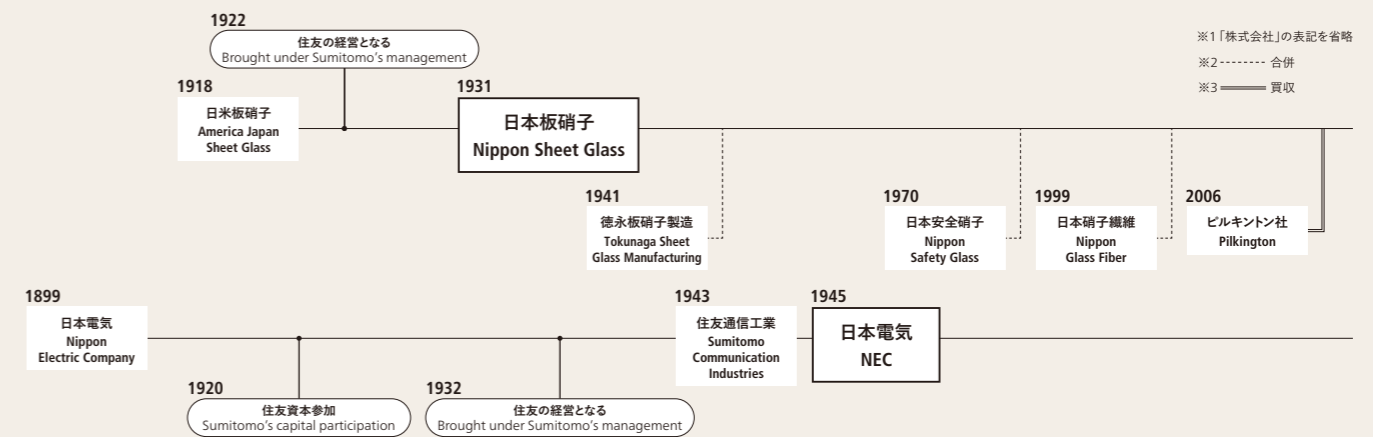 1922
住友の経営となる
Brought under Sumitomo's management
※1「株式会社」の表記を省略
※2 合併
※3 買収
1918
日米板硝子
America Japan
Sheet Glass
1931
日本板硝子
Nippon Sheet Glass
1941
徳永板硝子製造
Tokunaga Sheet
Glass Manufacturing
1970
日本安全硝子
Nippon
Safety Glass
1999
日本硝子繊維
Nippon
Glass Fiber
2006
ピルキントン社
Pilkington
1899
日本電気
Nippon
Electric Company
1920
住友資本参加
Sumitomo's capital participation
1932
住友の経営となる
Brought under Sumitomo's management
1943
住友通信工業
Sumitomo
Communication
Industries
1945
日本電気
NEC